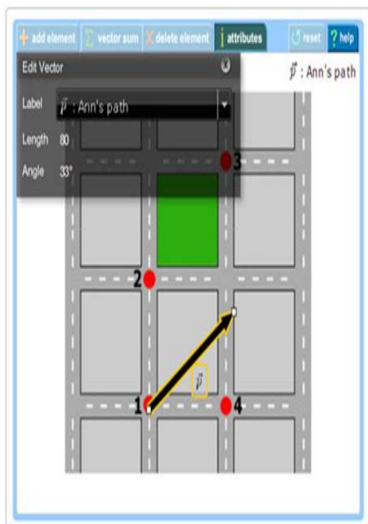 add element vector sum delete element attributes reset ? help
Edit Vector
p⃗ : Ann's path
Label p⃗ : Ann's path
Length 80
Angle 33°
3
2
p⃗
1 4